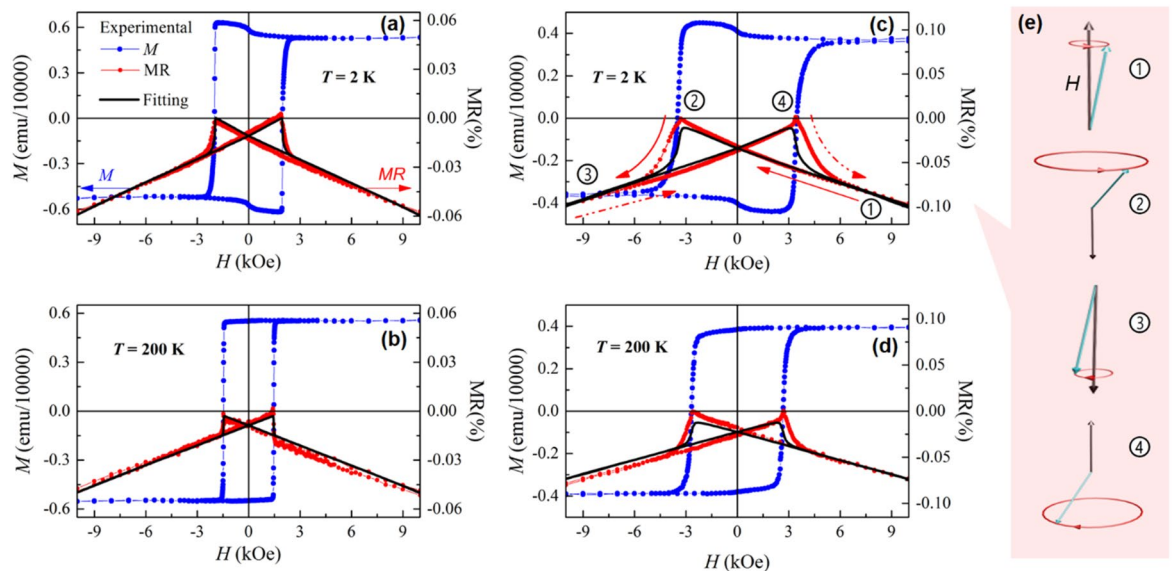 (a)
Experimental
M
MR
Fitting
T = 2 K
M
MR
M (emu/10000)
MR(%)
H (kOe)
0.6
0.3
0.0
-0.3
-0.6
0.06
0.03
0.00
-0.03
-0.06
-9 -6 -3 0 3 6 9
(c)
T = 2 K
②
④
③
①
M (emu/10000)
MR(%)
H (kOe)
0.4
0.2
0.0
-0.2
-0.4
0.10
0.05
0.00
-0.05
-0.10
-9 -6 -3 0 3 6 9
(b)
T = 200 K
M (emu/10000)
MR(%)
H (kOe)
0.6
0.3
0.0
-0.3
-0.6
0.06
0.03
0.00
-0.03
-0.06
-9 -6 -3 0 3 6 9
(d)
T = 200 K
M (emu/10000)
MR(%)
H (kOe)
0.4
0.2
0.0
-0.2
-0.4
0.10
0.05
0.00
-0.05
-0.10
-9 -6 -3 0 3 6 9
(e)
H
①
②
③
④